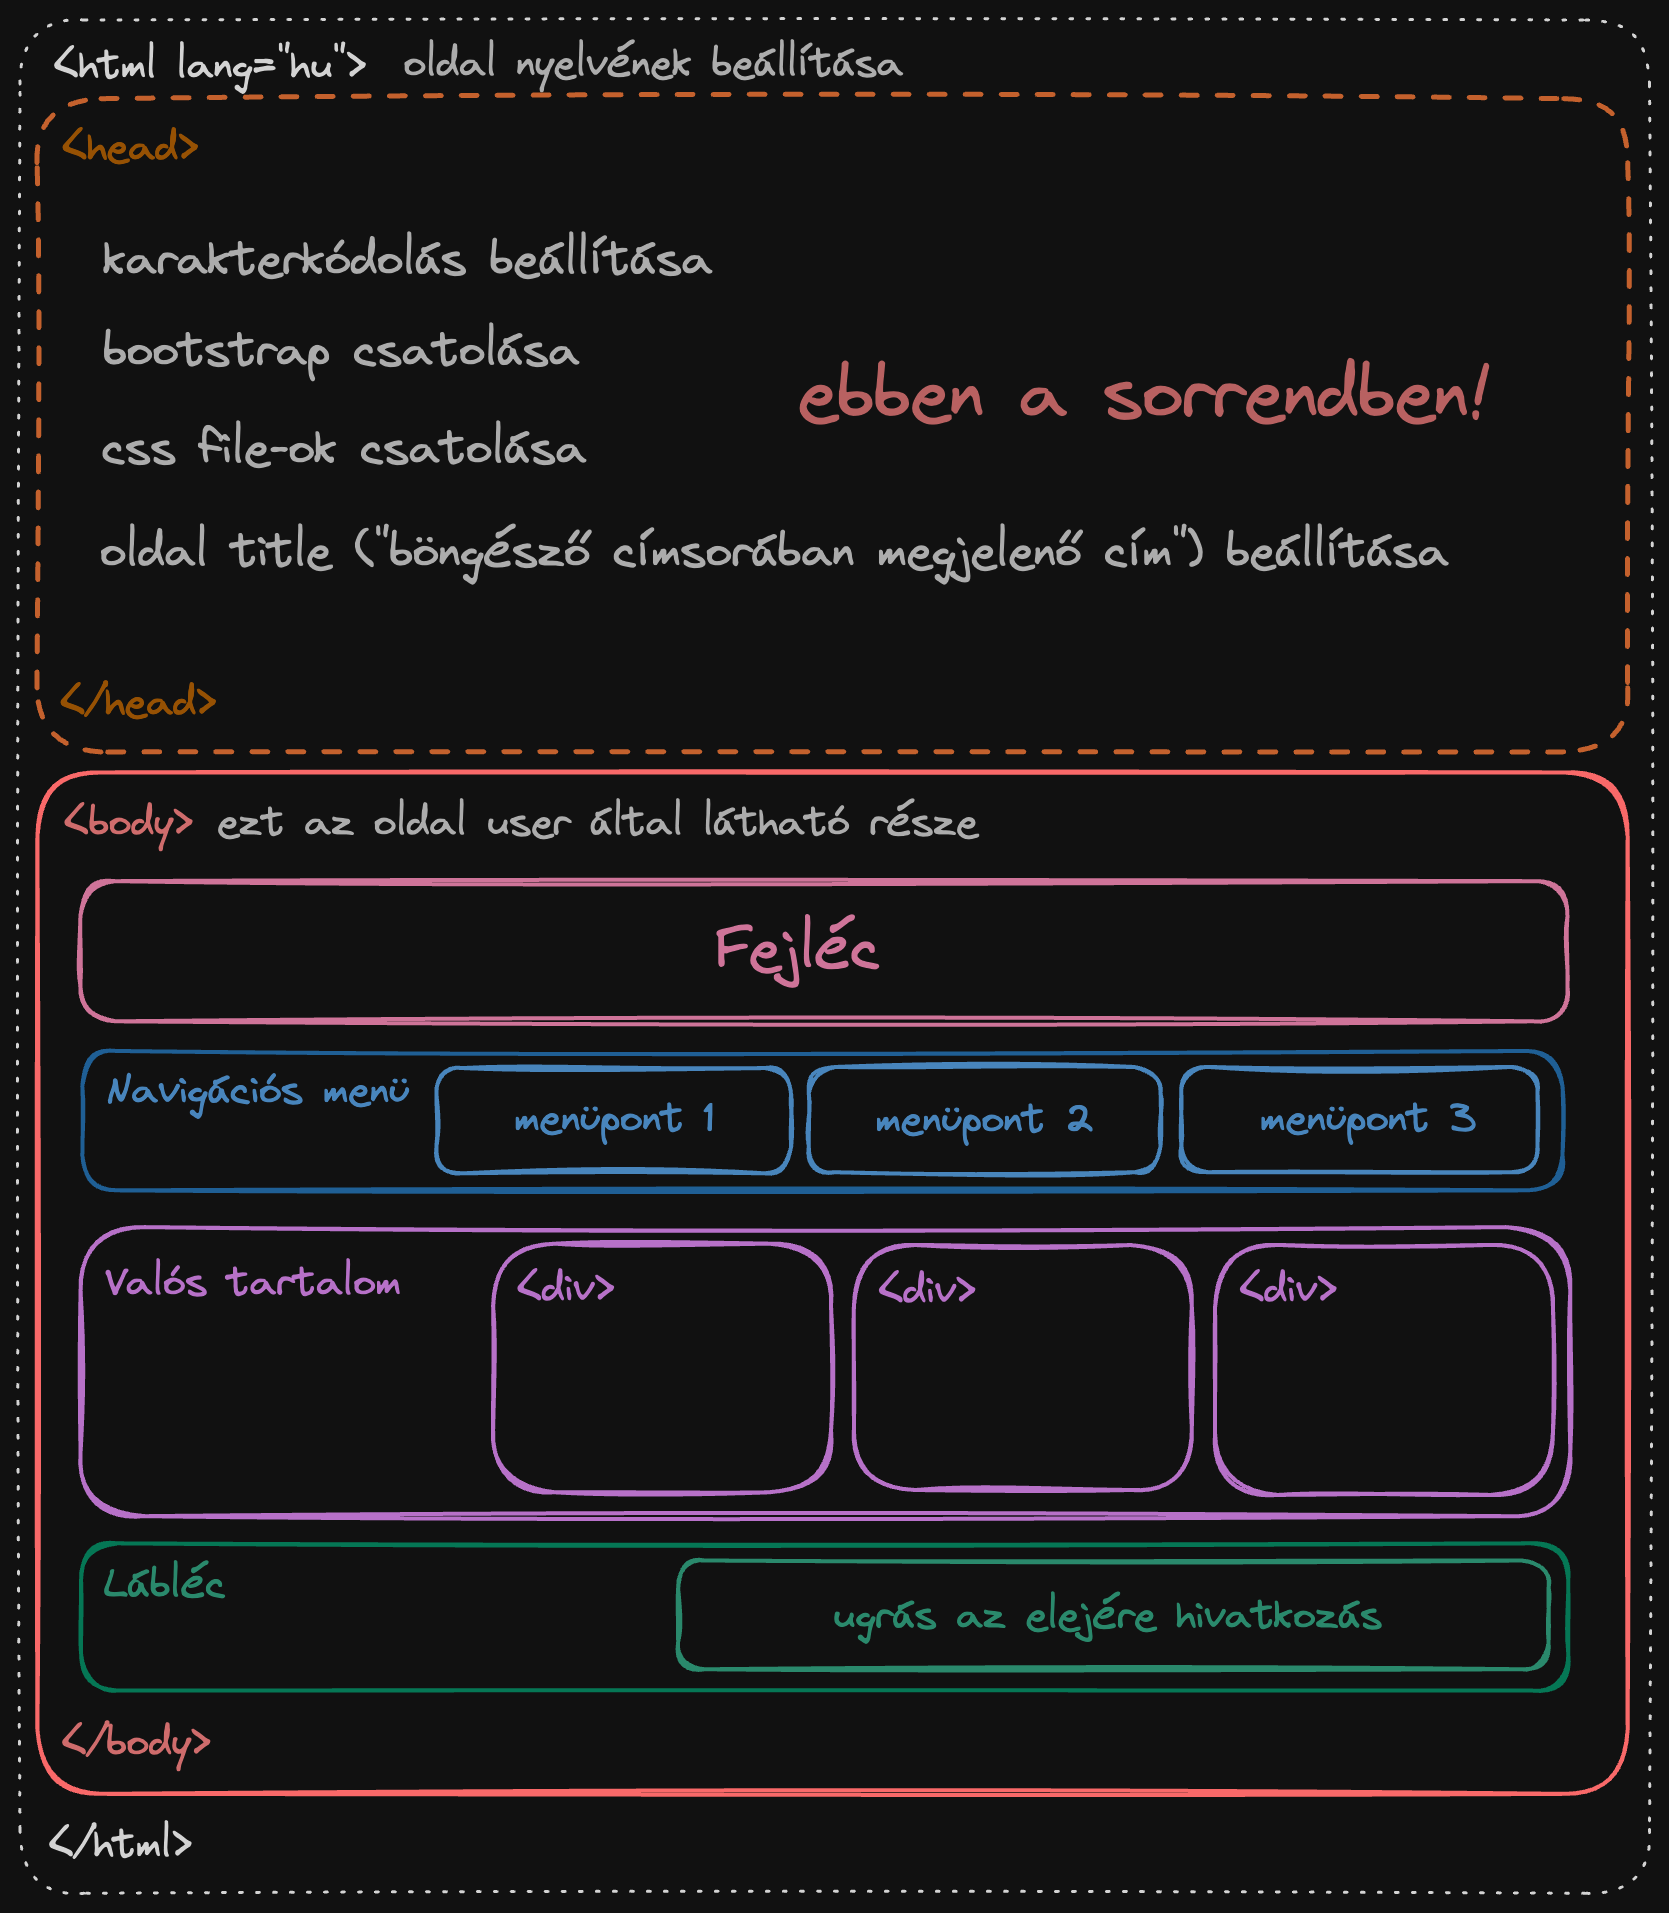 <html lang="hu"> oldal nyelvének beállítása
<head>
karakterkódolás beállítása
bootstrap csatolása
ebben a sorrendben!
css file-ok csatolása
oldal title ("böngésző címsorában megjelenő cím") beállítása
</head>
<body> ezt az oldal user által látható része
Fejléc
Navigációs menü
menüpont 1
menüpont 2
menüpont 3
Valós tartalom
<div>
<div>
<div>
Lábléc
ugrás az elejére hivatkozás
</body>
</html>